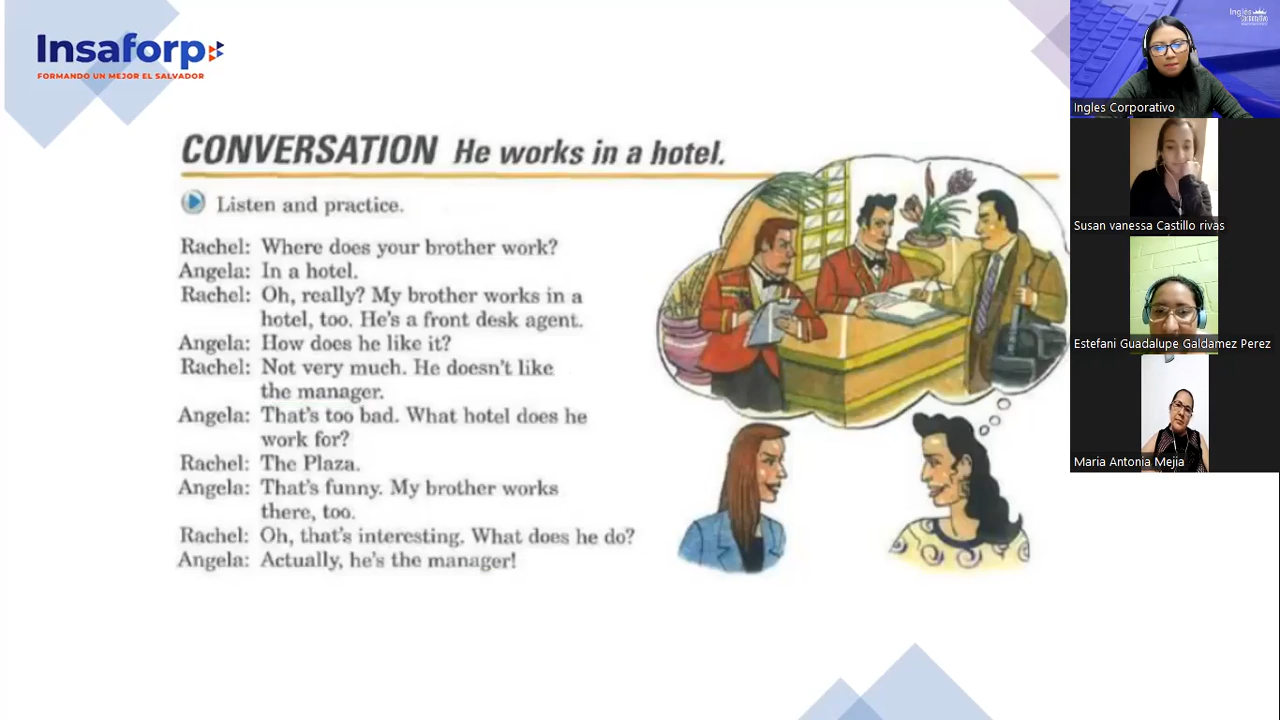 Insaforp
FORMANDO UN MEJOR EL SALVADOR
CONVERSATION He works in a hotel.
Listen and practice.
Rachel: Where does your brother work?
Angela: In a hotel.
Rachel: Oh, really? My brother works in a
hotel, too. He's a front desk agent.
Angela: How does he like it?
Rachel: Not very much. He doesn't like
the manager.
Angela: That's too bad. What hotel does he
work for?
Rachel: The Plaza.
Angela: That's funny. My brother works
there, too.
Rachel: Oh, that's interesting. What does he do?
Angela: Actually, he's the manager!
Inglés
Ingles Corporativo
Susan vanessa Castillo rivas
Estefani Guadalupe Galdamez Perez
Maria Antonia Mejia